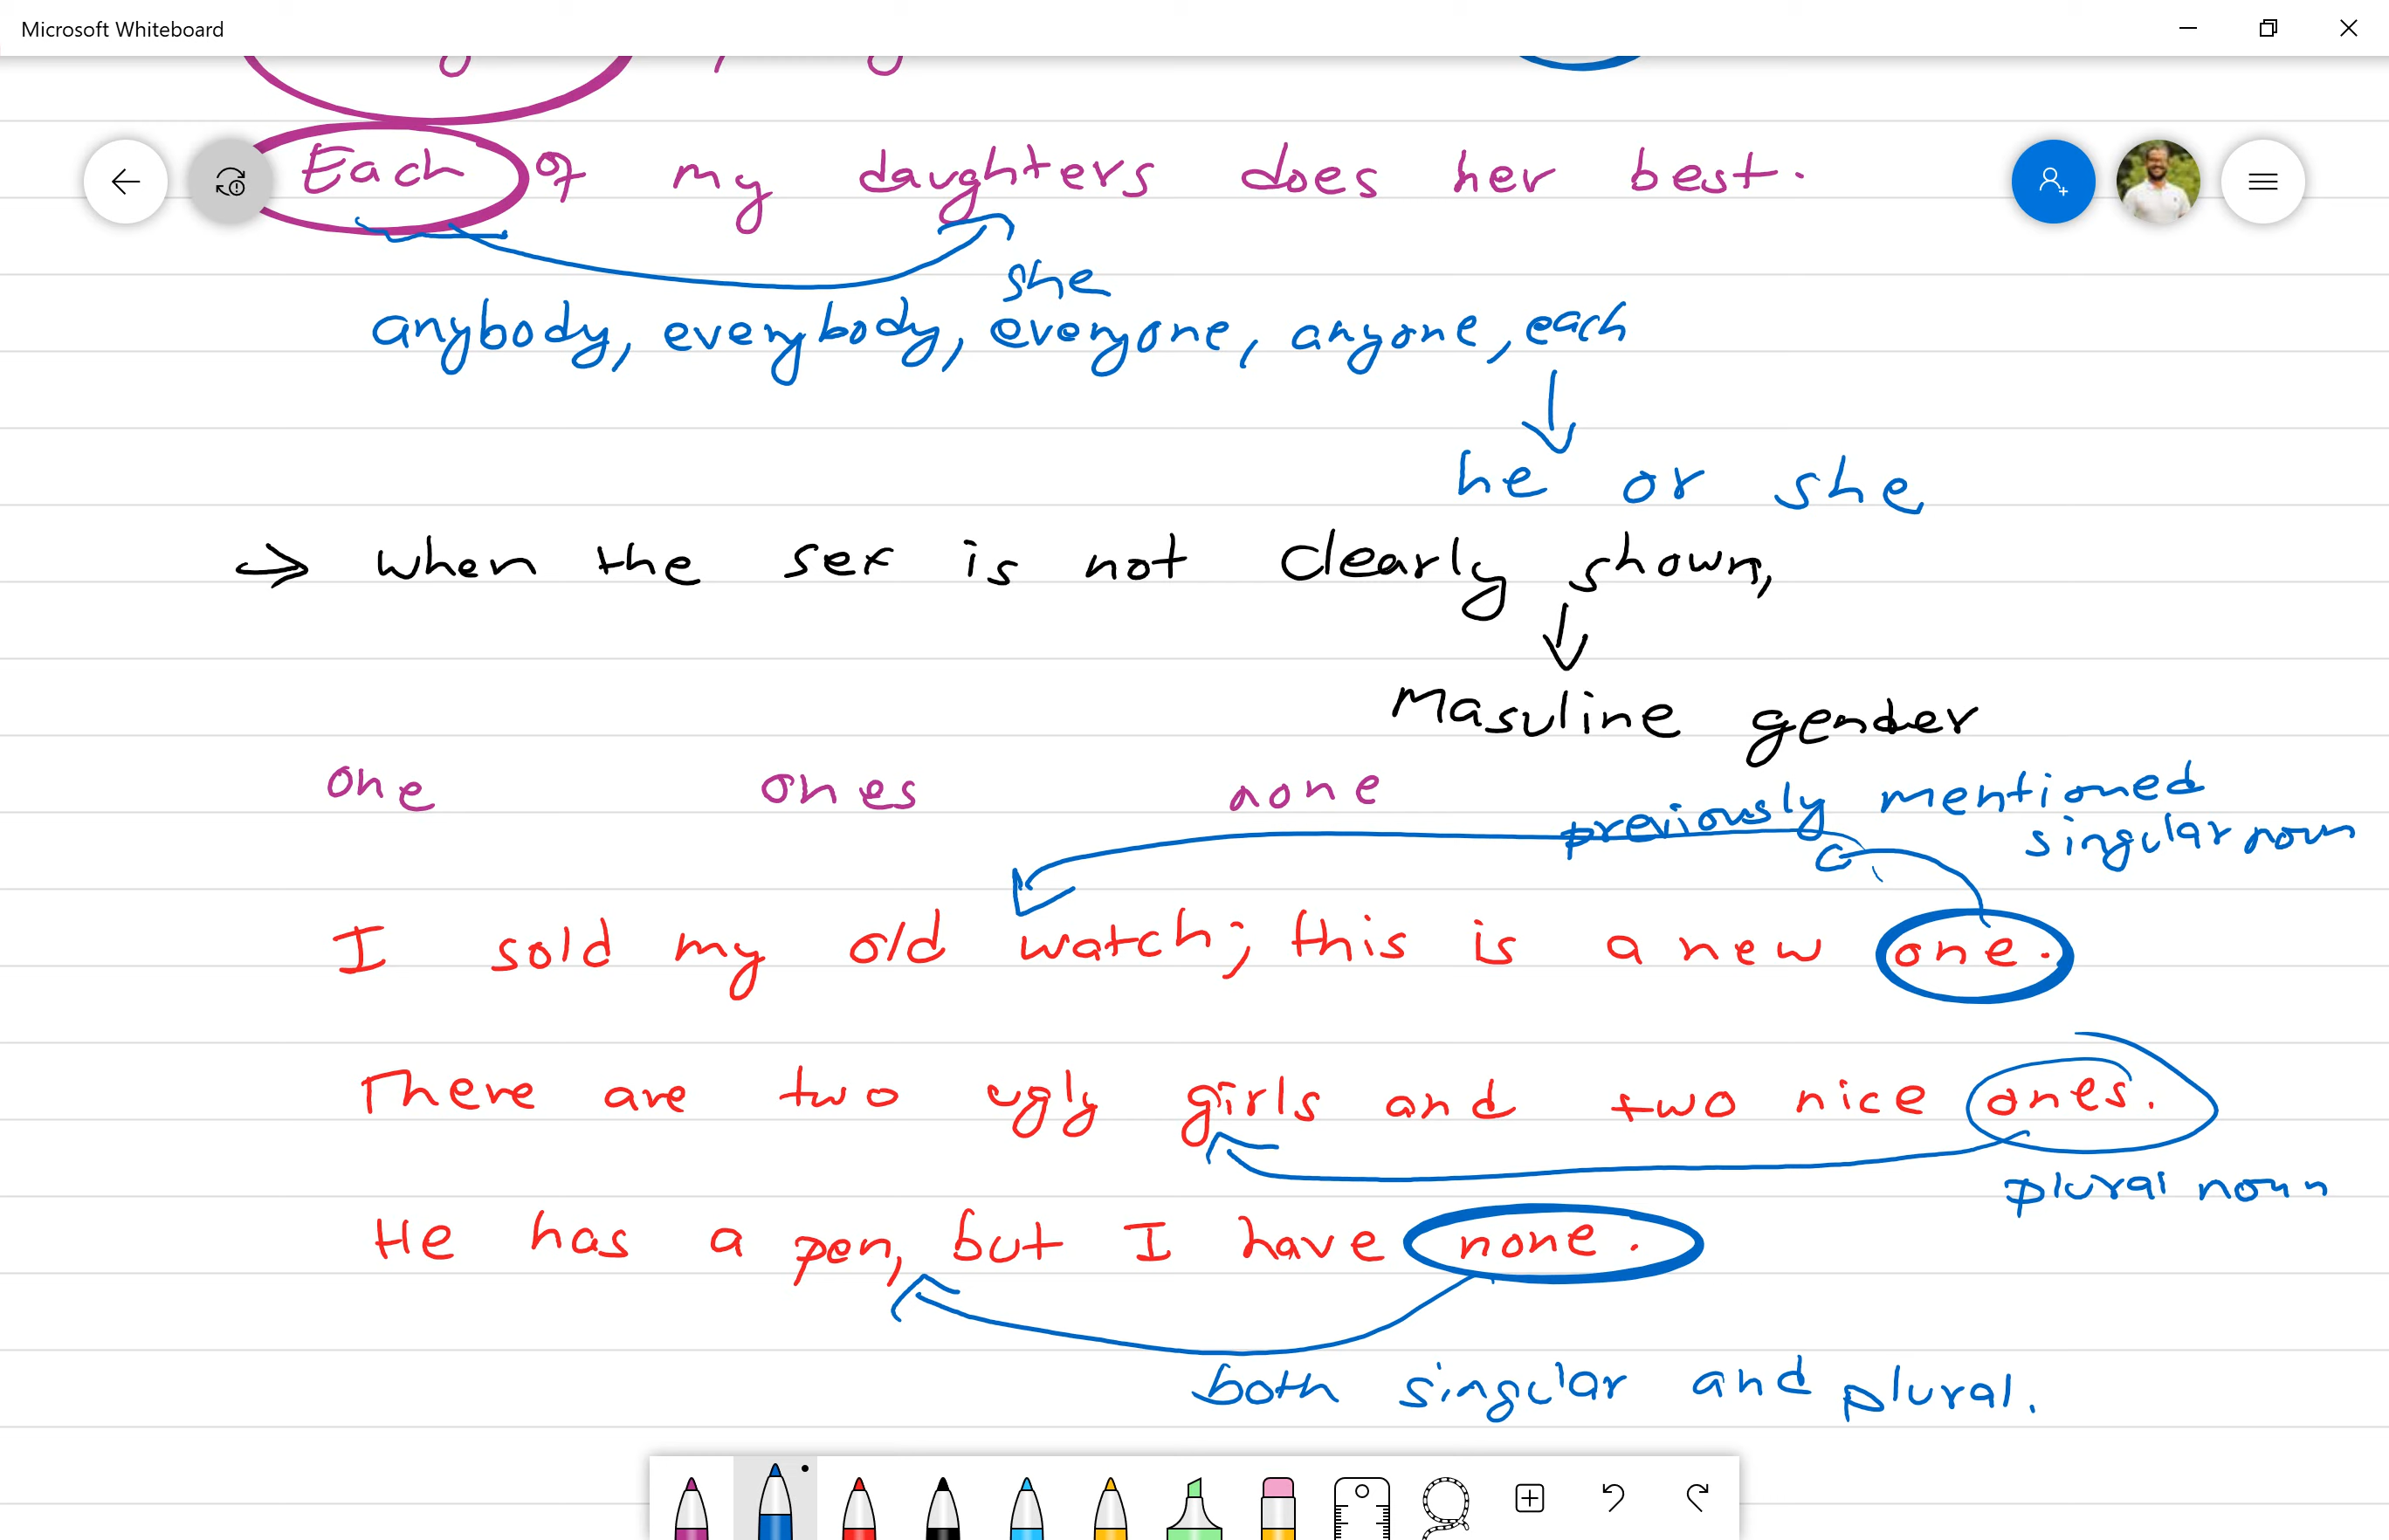 Microsoft Whiteboard
Each of my daughters does her best.
she
anybody, everybody, everyone, anyone, each
he or she
when the sex is not clearly shown,
Masuline gender
one ones none
previously mentioned
singular noun
I sold my old watch; this is a new one.
There are two ugly girls and two nice ones.
plural noun
He has a pen, but I have none.
both singular and plural.